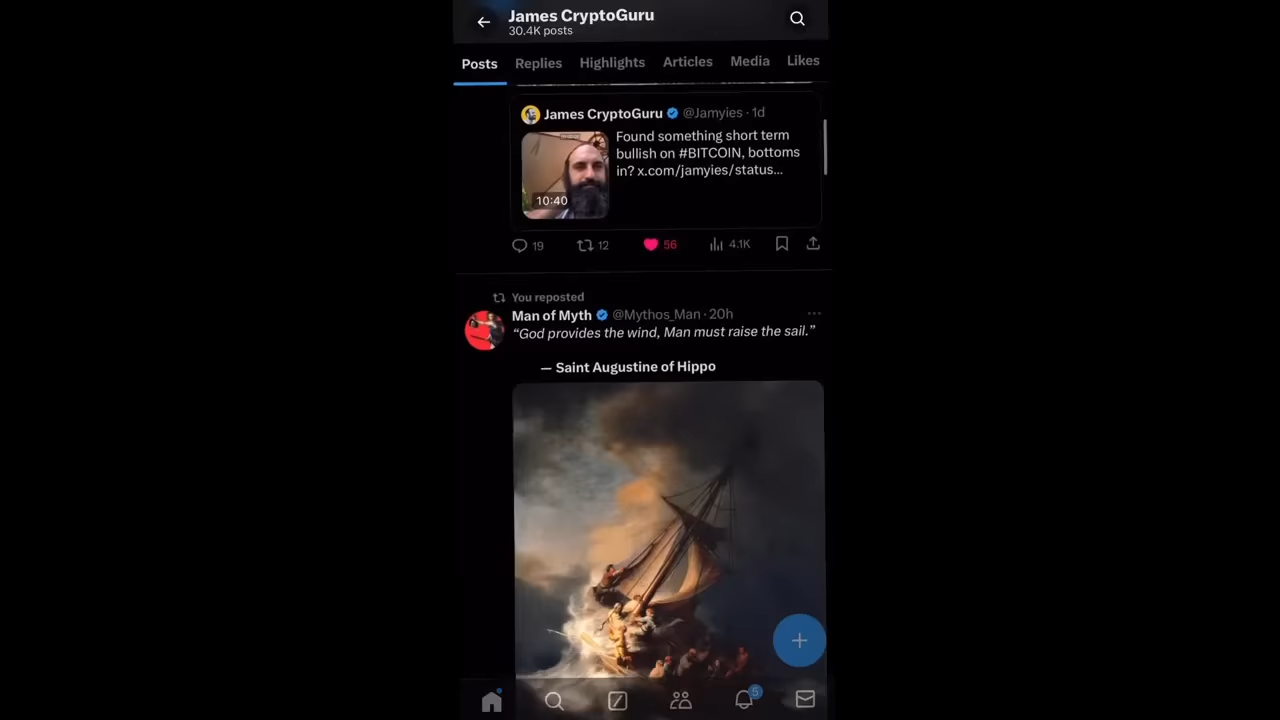 James CryptoGuru
30.4K posts
Posts Replies Highlights Articles Media Likes
James CryptoGuru @Jamyies · 1d
Found something short term
bullish on #BITCOIN, bottoms
in? x.com/jamyies/status...
10:40
19 12 56 4.1K
You reposted
Man of Myth @Mythos_Man · 20h
“God provides the wind, Man must raise the sail.”
— Saint Augustine of Hippo
5